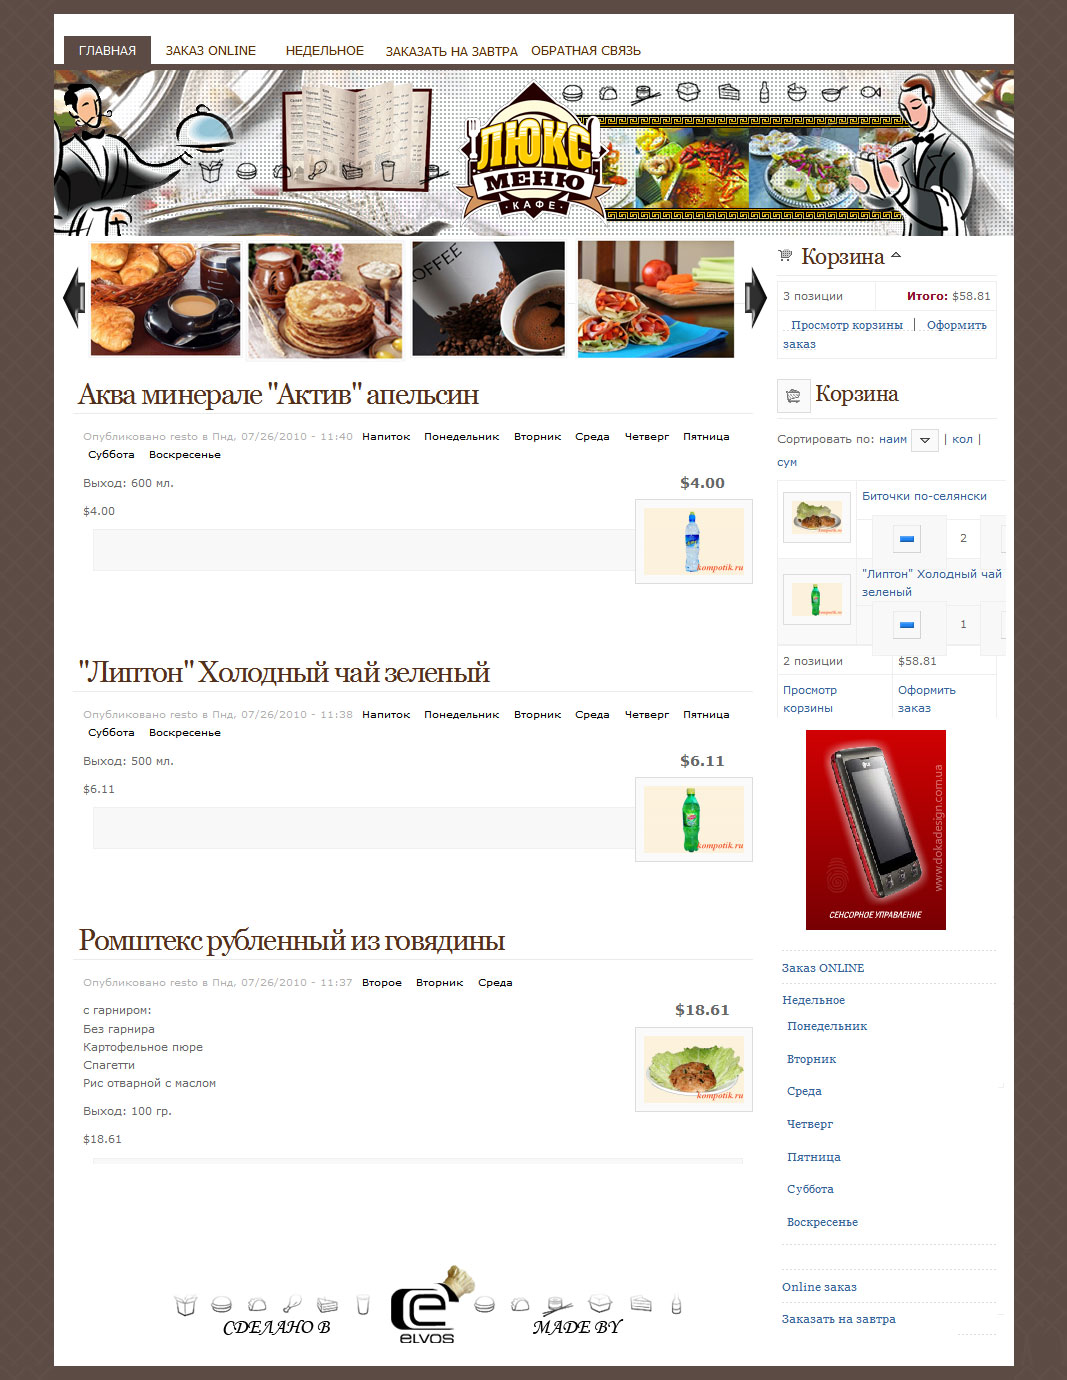 ГЛАВНАЯ
ЗАКАЗ ONLINE
НЕДЕЛЬНОЕ
ЗАКАЗАТЬ НА ЗАВТРА
ОБРАТНАЯ СВЯЗЬ
ЛЮКС
МЕНЮ
КАФЕ
COFFEE
Корзина
3 позиции
Итого: $58.81
Просмотр корзины | Оформить
заказ
Аква минерале "Актив" апельсин
Опубликовано resto в Пнд, 07/26/2010 - 11:40 Напиток Понедельник Вторник Среда Четверг Пятница
Суббота Воскресенье
Выход: 600 мл.
$4.00
$4.00
kompotik.ru
"Липтон" Холодный чай зеленый
Опубликовано resto в Пнд, 07/26/2010 - 11:38 Напиток Понедельник Вторник Среда Четверг Пятница
Суббота Воскресенье
Выход: 500 мл.
$6.11
$6.11
kompotik.ru
Ромштекс рубленный из говядины
Опубликовано resto в Пнд, 07/26/2010 - 11:37 Второе Вторник Среда
с гарниром:
$18.61
Без гарнира
Картофельное пюре
Спагетти
Рис отварной с маслом
Выход: 100 гр.
$18.61
kompotik.ru
Корзина
Сортировать по: наим | кол |
сум
Биточки по-селянски
2
"Липтон" Холодный чай
зеленый
1
2 позиции
$58.81
Просмотр
корзины
Оформить
заказ
LG
www.dokadesign.com.ua
СЕНСОРНОЕ УПРАВЛЕНИЕ
Заказ ONLINE
Недельное
Понедельник
Вторник
Среда
Четверг
Пятница
Суббота
Воскресенье
Online заказ
Заказать на завтра
СДЕЛАНО В
ELVOS
MADE BY